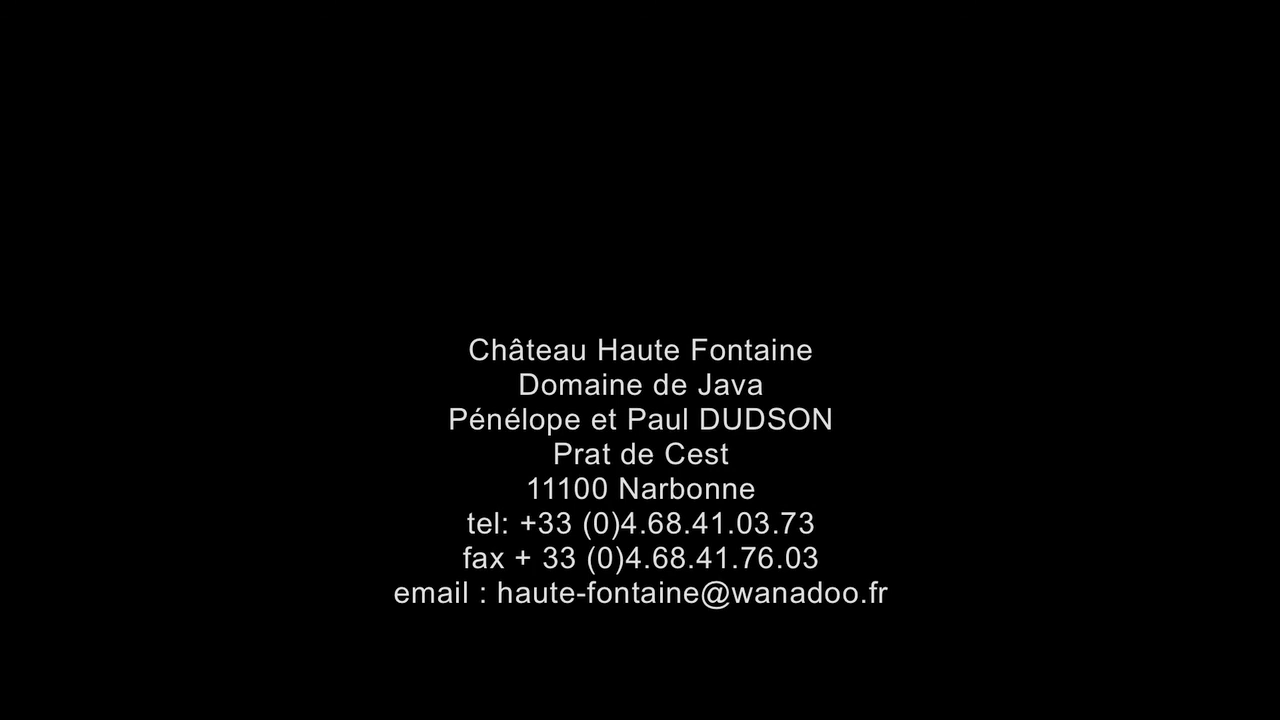 Château Haute Fontaine
Domaine de Java
Pénélope et Paul DUDSON
Prat de Cest
11100 Narbonne
tel: +33 (0)4.68.41.03.73
fax + 33 (0)4.68.41.76.03
email : haute-fontaine@wanadoo.fr